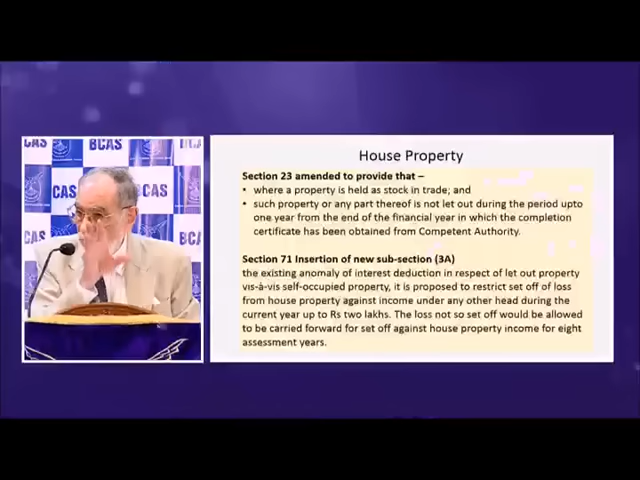 CAS
BCAS
CAS
BCAS
BCAS
House Property
Section 23 amended to provide that –
• where a property is held as stock in trade; and
• such property or any part thereof is not let out during the period upto
one year from the end of the financial year in which the completion
certificate has been obtained from Competent Authority.
Section 71 Insertion of new sub-section (3A)
the existing anomaly of interest deduction in respect of let out property
vis-à-vis self-occupied property, it is proposed to restrict set off of loss
from house property against income under any other head during the
current year up to Rs two lakhs. The loss not so set off would be allowed
to be carried forward for set off against house property income for eight
assessment years.